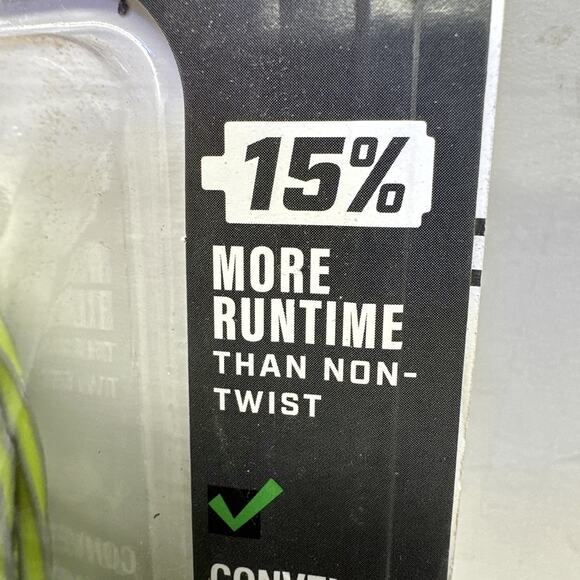 15%
MORE
RUNTIME
THAN NON-
TWIST